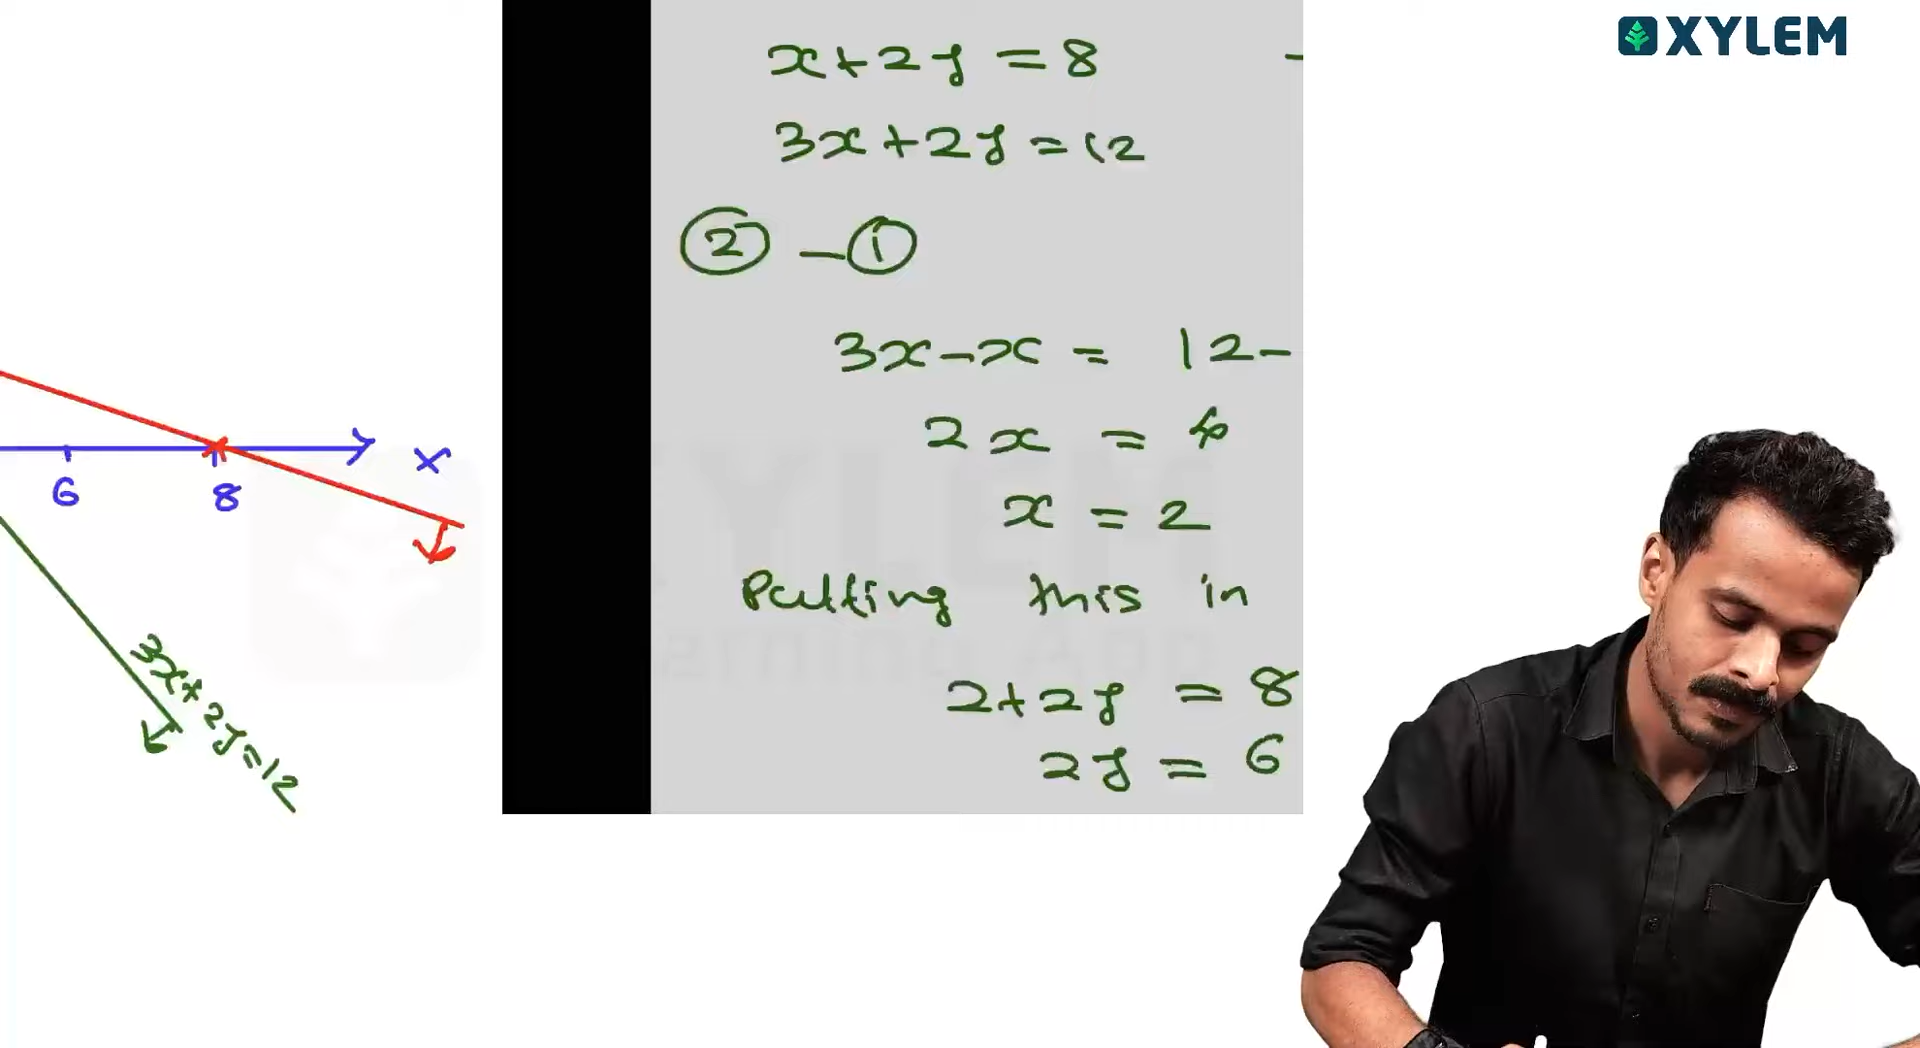 XYLEM
x+2y = 8 -
3x+2y = 12
② - ①
3x-x = 12-
2x = 4
x = 2
Putting this in
2+2y = 8
2y = 6
6
8
X
3x+2y=12
XYLEM